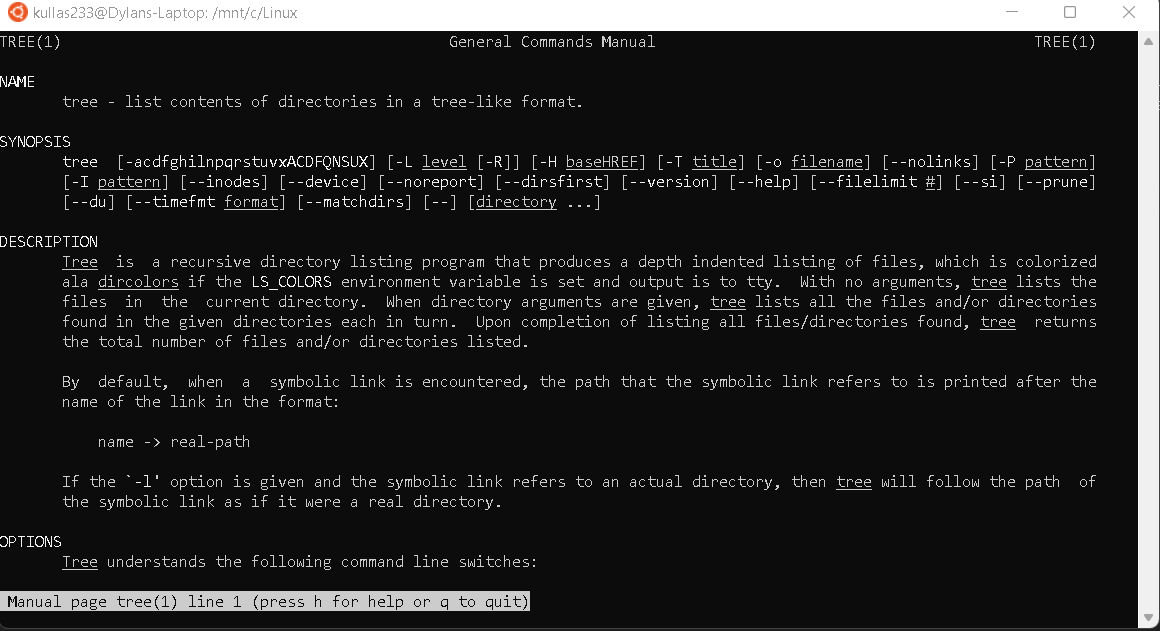 kullas233@Dylans-Laptop: /mnt/c/Linux
TREE(1) General Commands Manual TREE(1)
NAME
tree - list contents of directories in a tree-like format.
SYNOPSIS
tree [-acdfghilnpqrstuvxACDFQNSUX] [-L level [-R]] [-H baseHREF] [-T title] [-o filename] [--nolinks] [-P pattern]
[-I pattern] [--inodes] [--device] [--noreport] [--dirsfirst] [--version] [--help] [--filelimit #] [--si] [--prune]
[--du] [--timefmt format] [--matchdirs] [--] [directory ...]
DESCRIPTION
Tree is a recursive directory listing program that produces a depth indented listing of files, which is colorized
ala dircolors if the LS_COLORS environment variable is set and output is to tty. With no arguments, tree lists the
files in the current directory. When directory arguments are given, tree lists all the files and/or directories
found in the given directories each in turn. Upon completion of listing all files/directories found, tree returns
the total number of files and/or directories listed.
By default, when a symbolic link is encountered, the path that the symbolic link refers to is printed after the
name of the link in the format:
name -> real-path
If the `-l' option is given and the symbolic link refers to an actual directory, then tree will follow the path of
the symbolic link as if it were a real directory.
OPTIONS
Tree understands the following command line switches:
Manual page tree(1) line 1 (press h for help or q to quit)